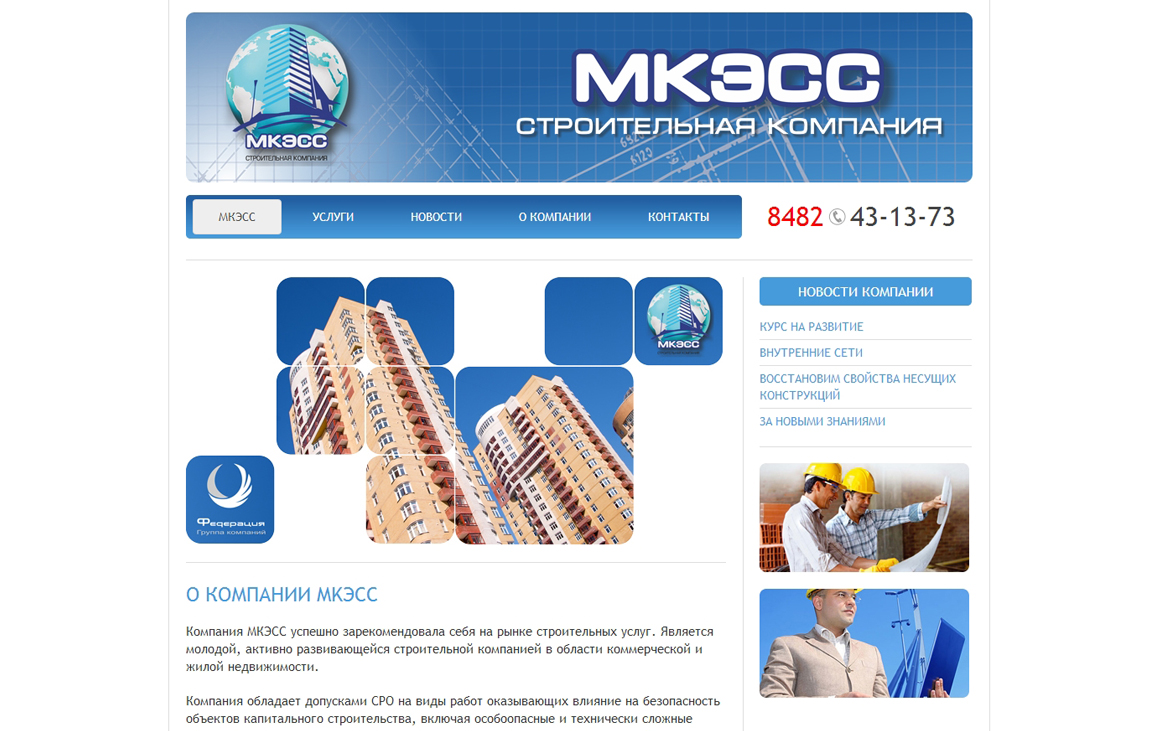 МКЭСС
СТРОИТЕЛЬНАЯ КОМПАНИЯ
МКЭСС
СТРОИТЕЛЬНАЯ КОМПАНИЯ
6520
6120
МКЭСС
УСЛУГИ
НОВОСТИ
О КОМПАНИИ
КОНТАКТЫ
8482 43-13-73
МКЭСС
Федерация
Группа компаний
НОВОСТИ КОМПАНИИ
КУРС НА РАЗВИТИЕ
ВНУТРЕННИЕ СЕТИ
ВОССТАНОВИМ СВОЙСТВА НЕСУЩИХ
КОНСТРУКЦИЙ
ЗА НОВЫМИ ЗНАНИЯМИ
О КОМПАНИИ МКЭСС
Компания МКЭСС успешно зарекомендовала себя на рынке строительных услуг. Является
молодой, активно развивающейся строительной компанией в области коммерческой и
жилой недвижимости.
Компания обладает допусками СРО на виды работ оказывающих влияние на безопасность
объектов капитального строительства, включая особоопасные и технически сложные